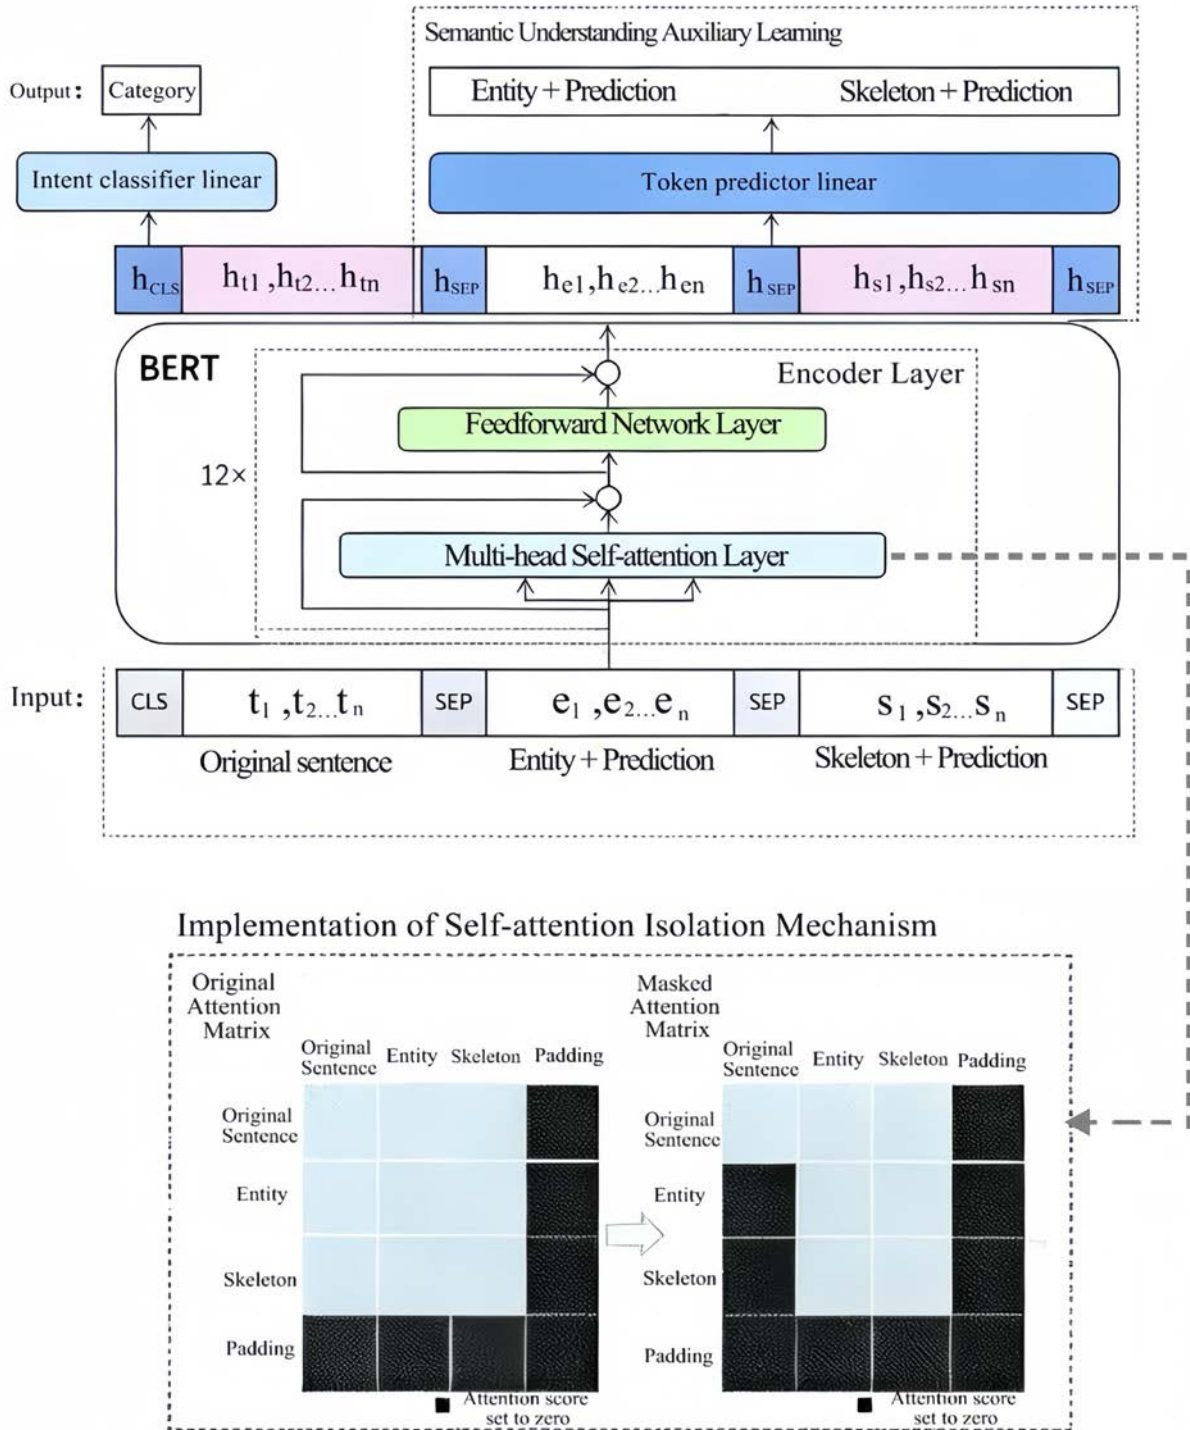 Semantic Understanding Auxiliary Learning
Output: Category
Entity + Prediction Skeleton + Prediction
Intent classifier linear
Token predictor linear
hCLS ht1 ,ht2... htn hSEP he1,he2... hen hSEP hs1,hs2... hsn hSEP
BERT
Encoder Layer
Feedforward Network Layer
12×
Multi-head Self-attention Layer
Input: CLS t1 ,t2...tn SEP e1 ,e2...en SEP s1 ,s2...sn SEP
Original sentence Entity + Prediction Skeleton + Prediction
Implementation of Self-attention Isolation Mechanism
Original
Attention
Matrix
Original
Sentence
Entity
Skeleton
Padding
Original
Sentence
Entity
Skeleton
Padding
Attention score
set to zero
Masked
Attention
Matrix
Original
Sentence
Entity
Skeleton
Padding
Original
Sentence
Entity
Skeleton
Padding
Attention score
set to zero